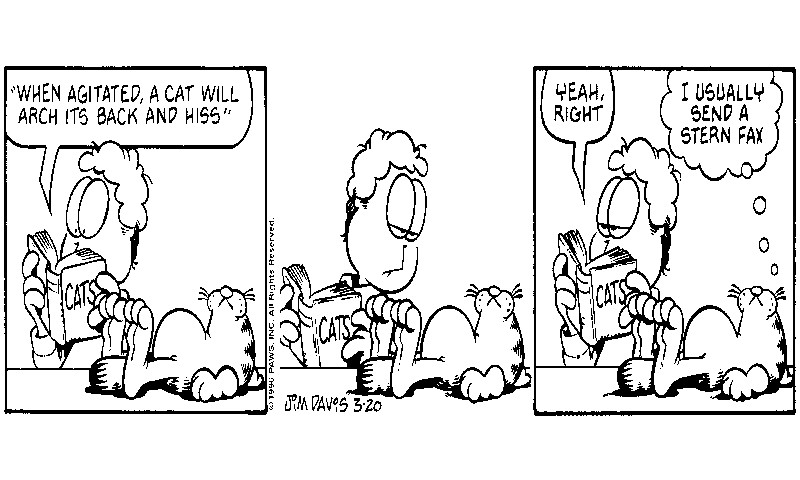 "WHEN AGITATED, A CAT WILL
ARCH ITS BACK AND HISS"
CATS
© 1990 PAWS, INC. All Rights Reserved.
CATS
JIM DAVIS 3-20
YEAH,
RIGHT
I USUALLY
SEND A
STERN FAX
CATS